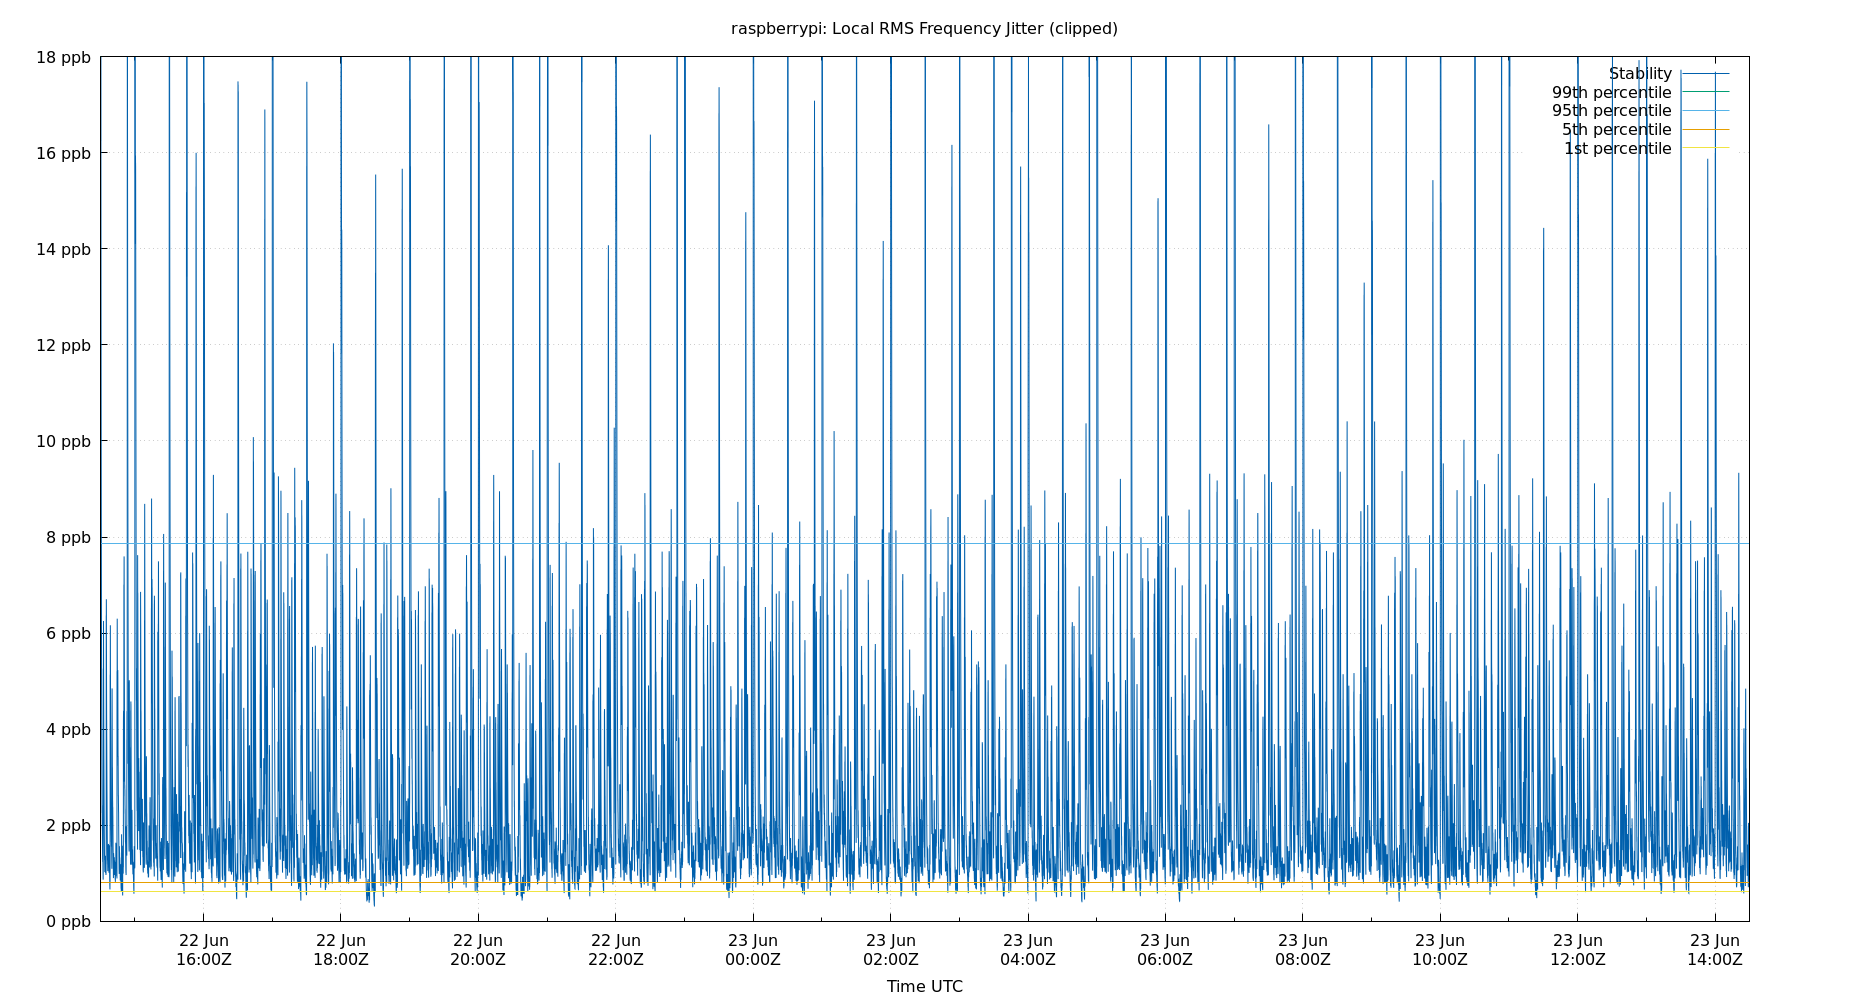 raspberrypi: Local RMS Frequency Jitter (clipped)
18 ppb
16 ppb
14 ppb
12 ppb
10 ppb
8 ppb
6 ppb
4 ppb
2 ppb
0 ppb
Stability
99th percentile
95th percentile
5th percentile
1st percentile
22 Jun 22 Jun 22 Jun 22 Jun 23 Jun 23 Jun 23 Jun 23 Jun 23 Jun 23 Jun 23 Jun 23 Jun
16:00Z 18:00Z 20:00Z 22:00Z 00:00Z 02:00Z 04:00Z 06:00Z 08:00Z 10:00Z 12:00Z 14:00Z
Time UTC